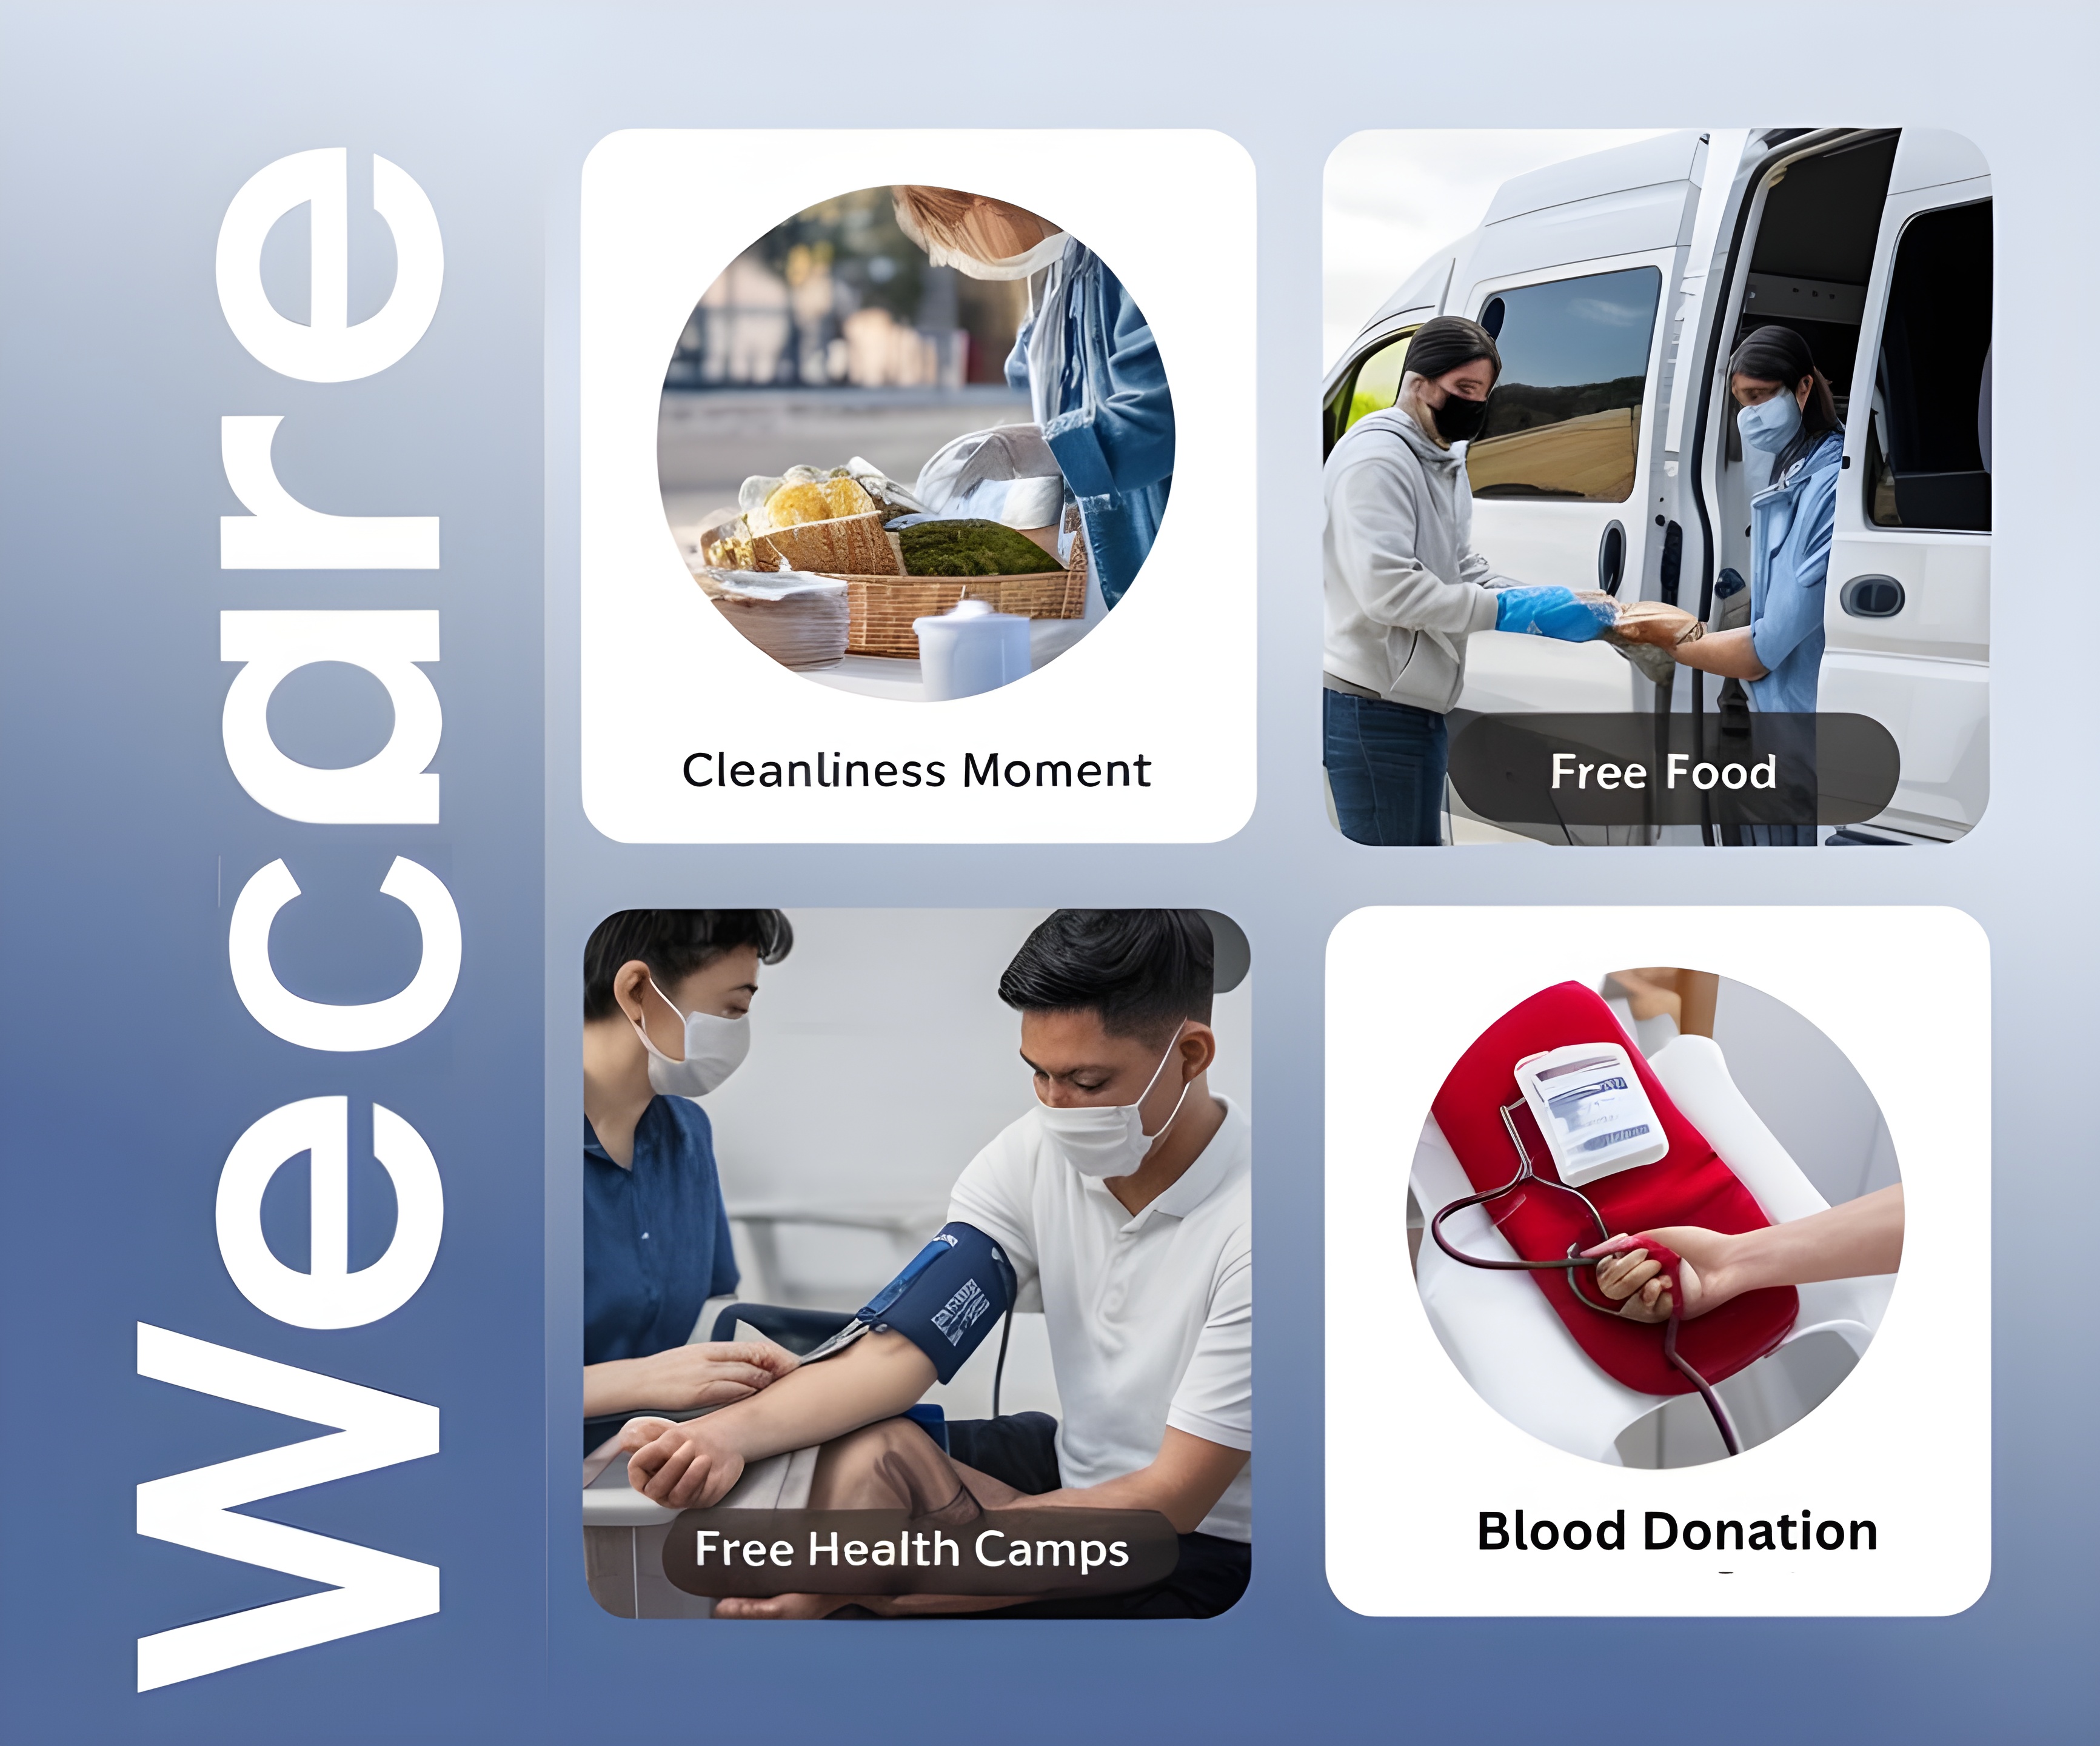 Wecare
Cleanliness Moment
Free Food
Free Health Camps
Blood Donation